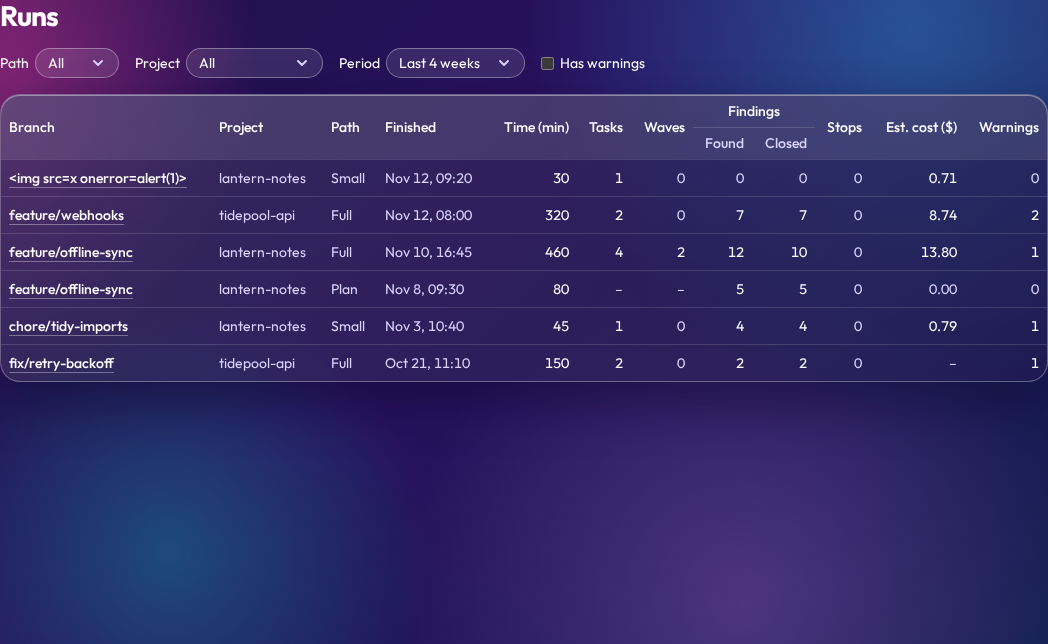 Runs
Path All Project All Period Last 4 weeks Has warnings
Findings
Branch Project Path Finished Time (min) Tasks Waves Stops Est. cost ($) Warnings
Found Closed
<img src=x onerror=alert(1)> lantern-notes Small Nov 12, 09:20 30 1 0 0 0 0 0.71 0
feature/webhooks tidepool-api Full Nov 12, 08:00 320 2 0 7 7 0 8.74 2
feature/offline-sync lantern-notes Full Nov 10, 16:45 460 4 2 12 10 0 13.80 1
feature/offline-sync lantern-notes Plan Nov 8, 09:30 80 – – 5 5 0 0.00 0
chore/tidy-imports lantern-notes Small Nov 3, 10:40 45 1 0 4 4 0 0.79 1
fix/retry-backoff tidepool-api Full Oct 21, 11:10 150 2 0 2 2 0 – 1